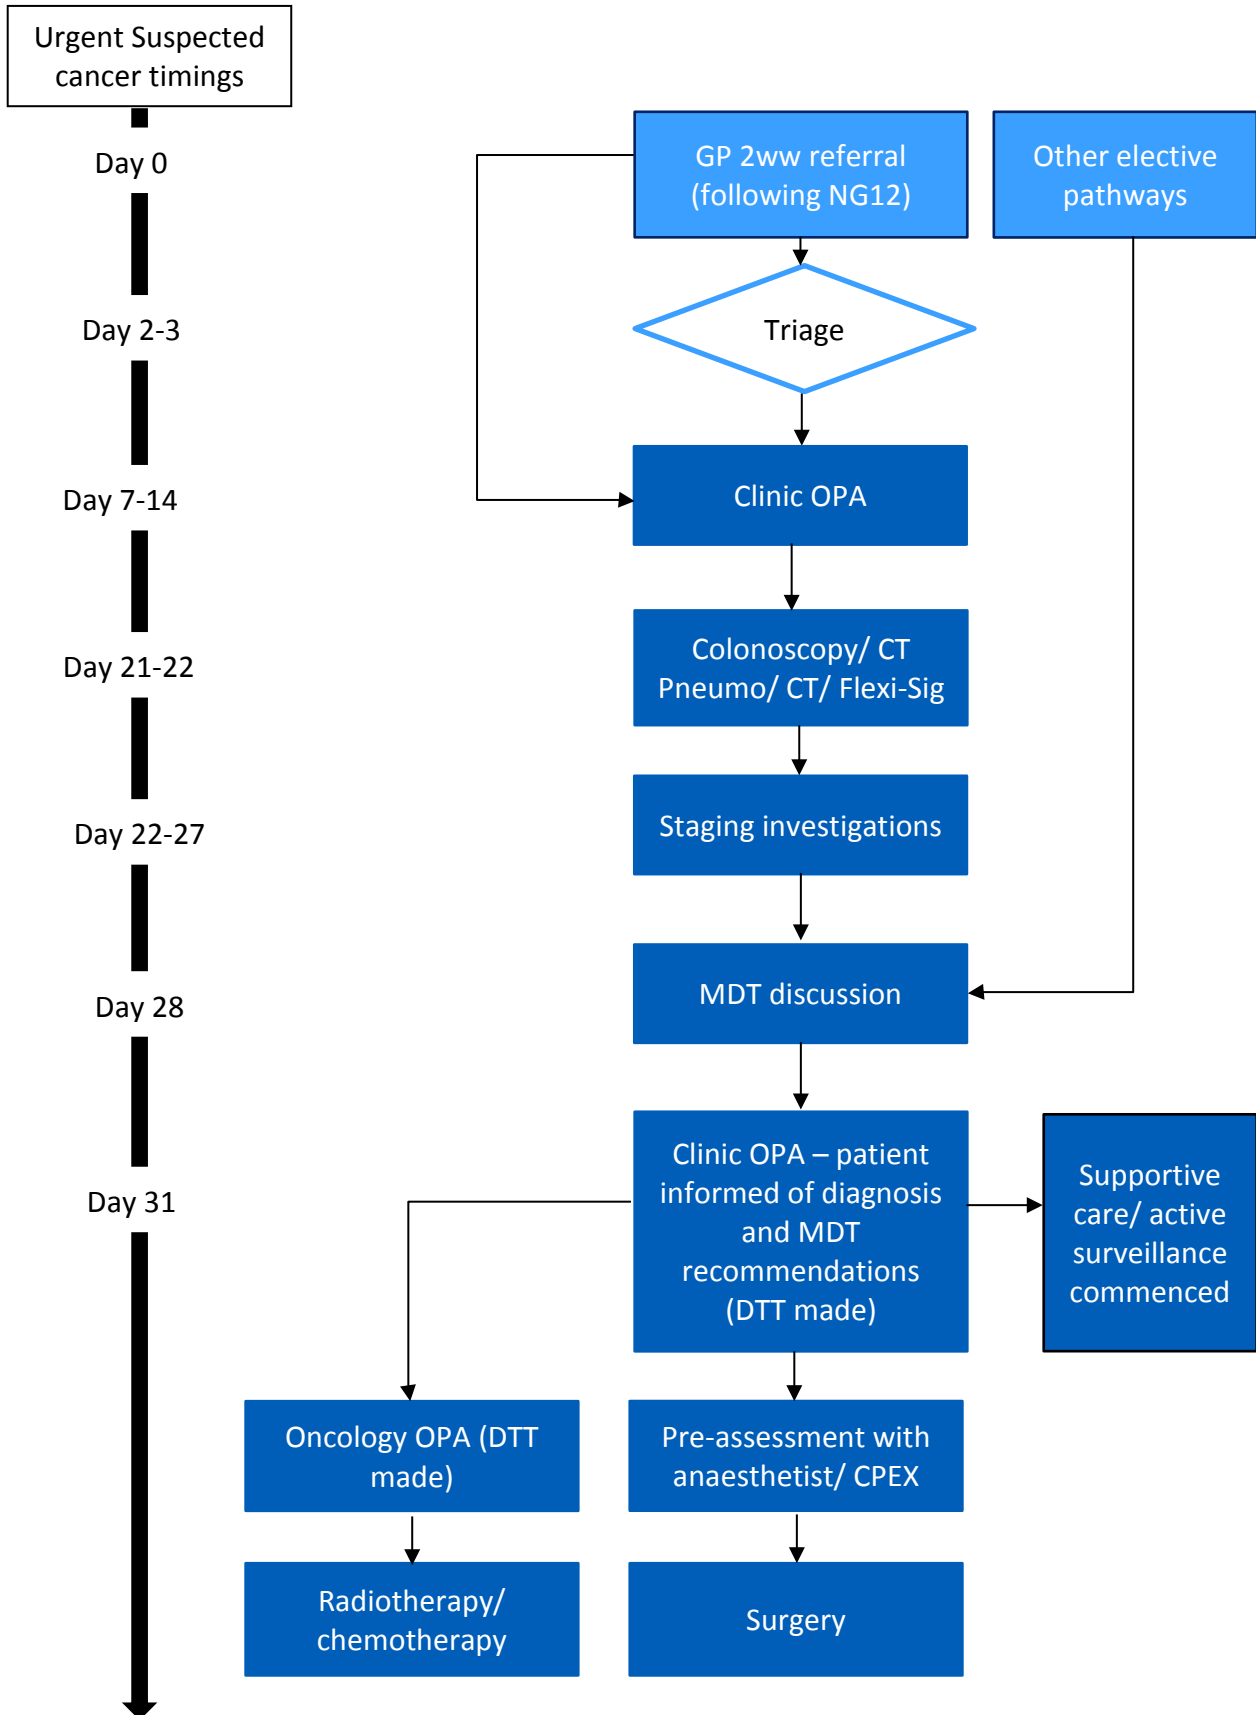 Urgent Suspected
cancer timings
Day 0
GP 2ww referral
(following NG12)
Other elective
pathways
Day 2-3
Triage
Day 7-14
Clinic OPA
Day 21-22
Colonoscopy/ CT
Pneumo/ CT/ Flexi-Sig
Day 22-27
Staging investigations
Day 28
MDT discussion
Day 31
Clinic OPA – patient
informed of diagnosis
and MDT
recommendations
(DTT made)
Supportive
care/ active
surveillance
commenced
Oncology OPA (DTT
made)
Pre-assessment with
anaesthetist/ CPEX
Radiotherapy/
chemotherapy
Surgery